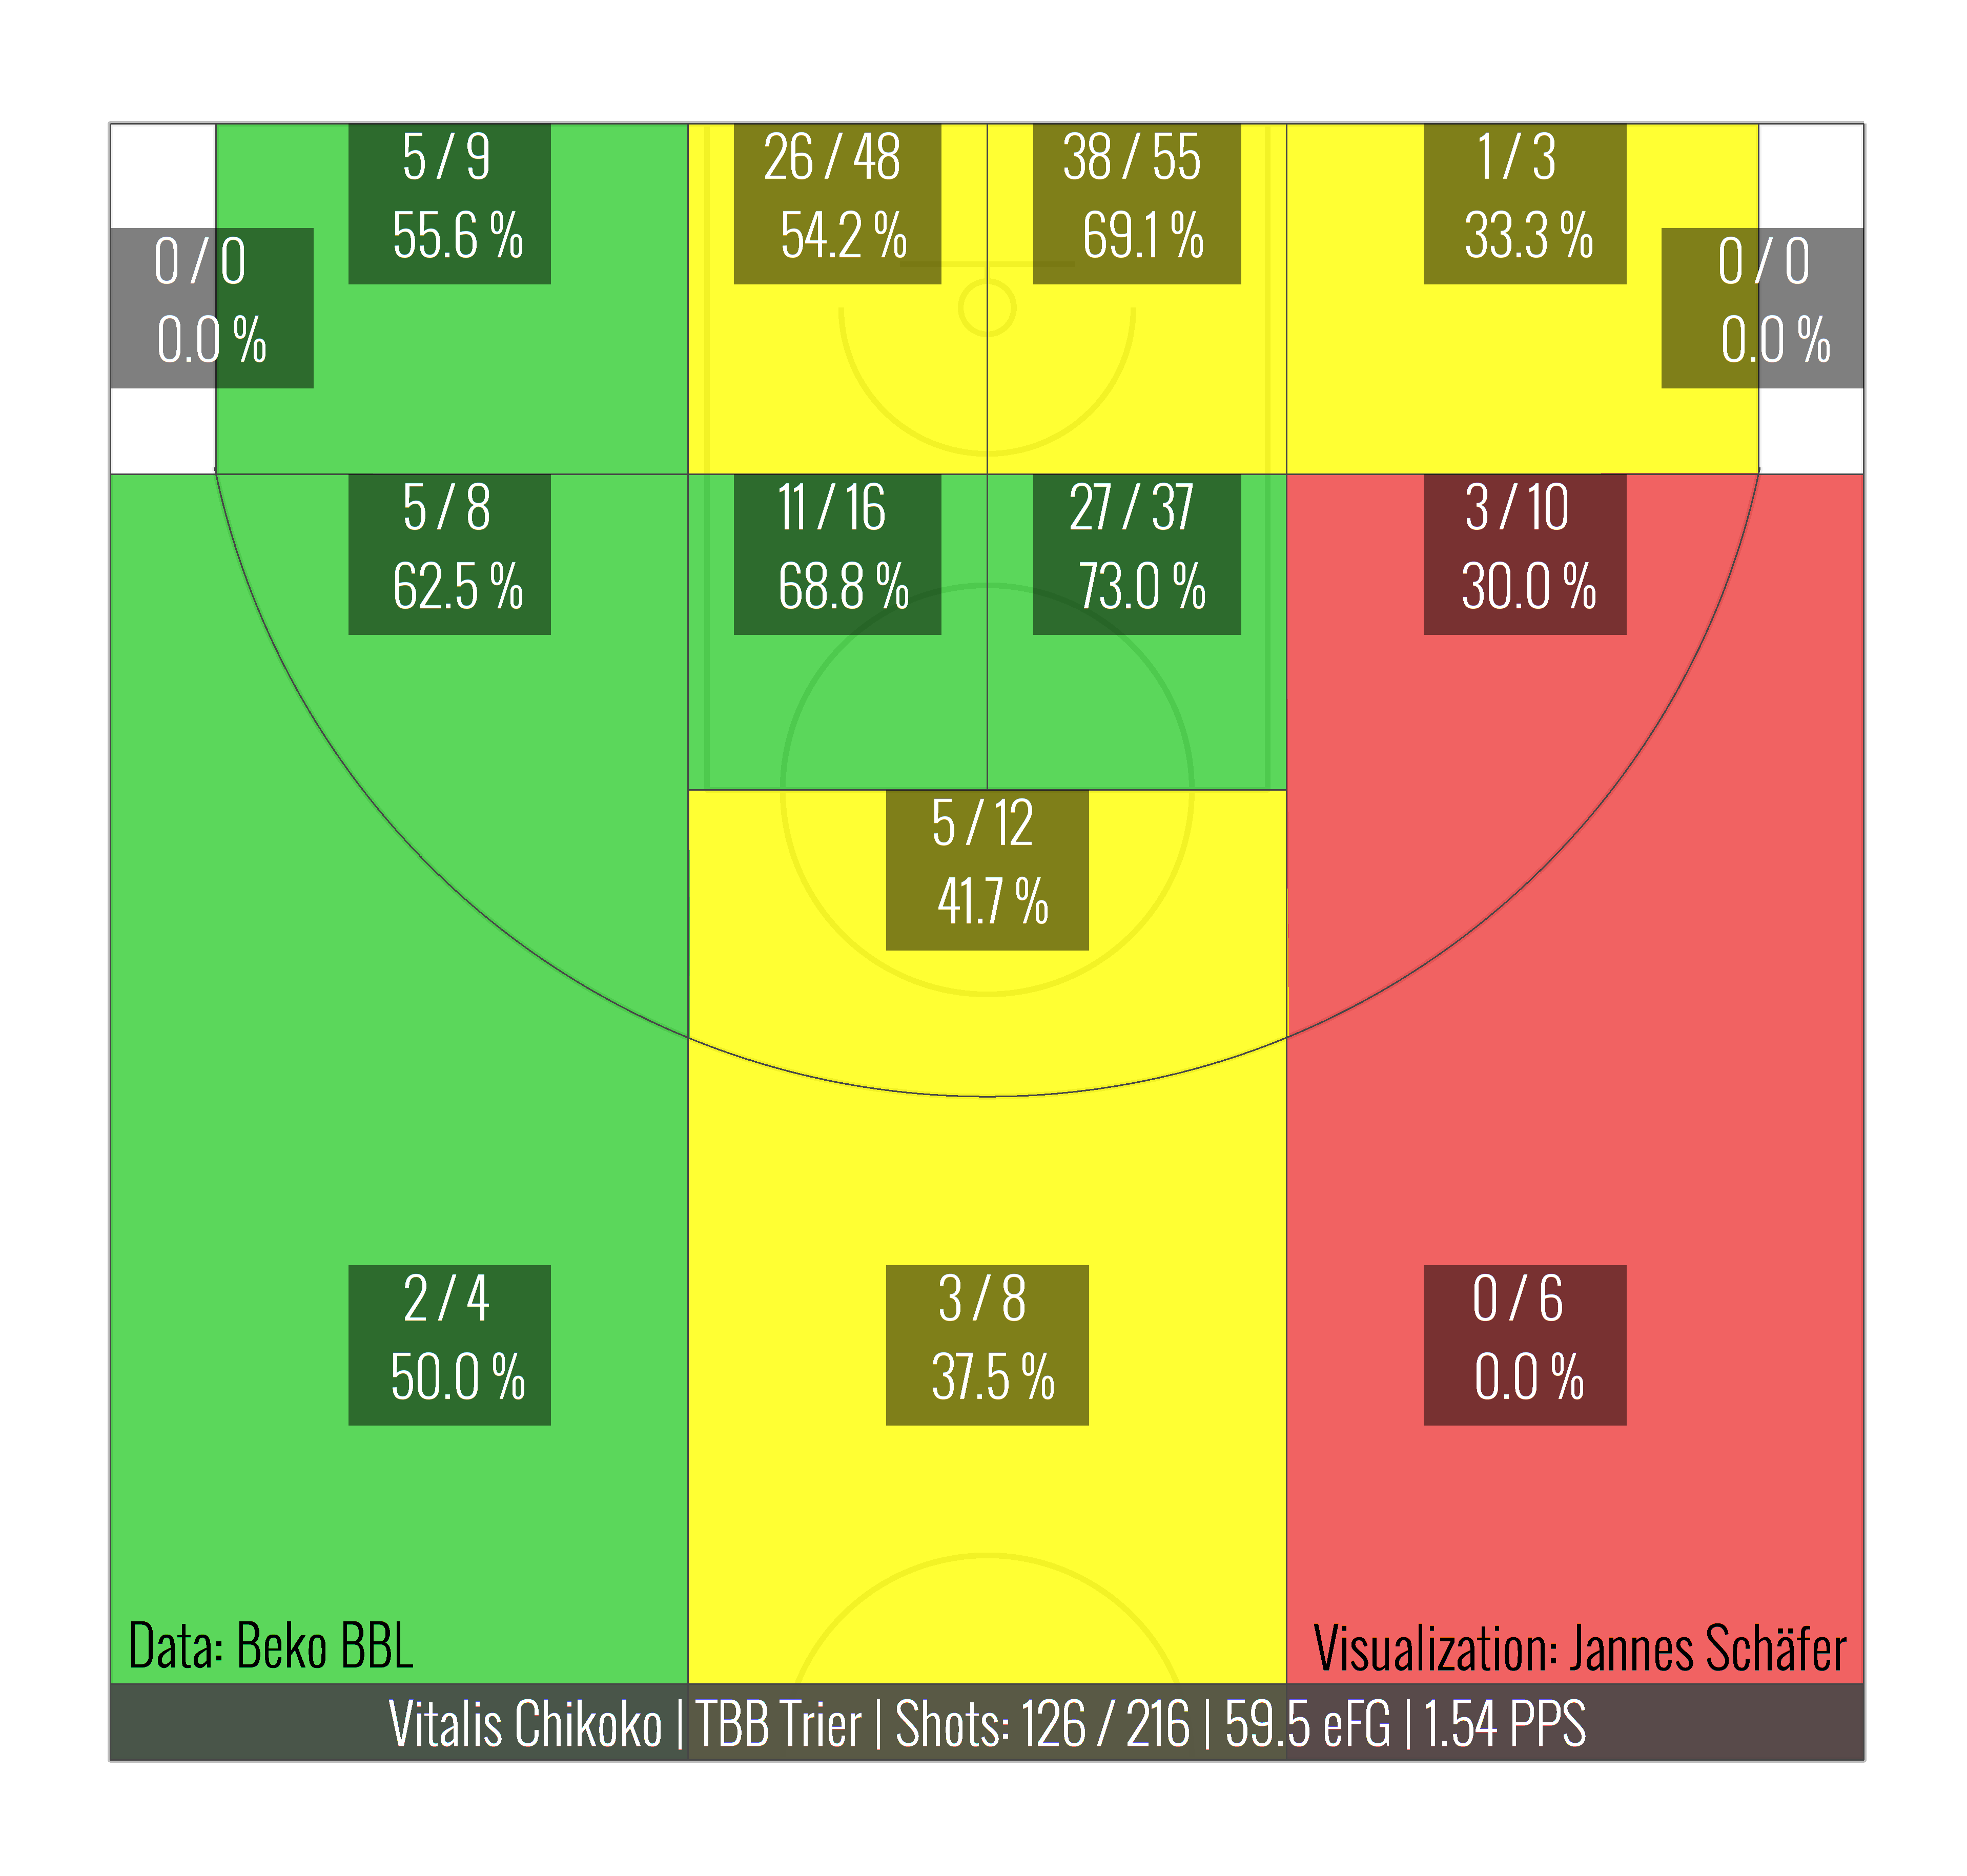 5 / 9
55.6 %
26 / 48
54.2 %
38 / 55
69.1 %
1 / 3
33.3 %
0 / 0
0.0 %
0 / 0
0.0 %
5 / 8
62.5 %
11 / 16
68.8 %
27 / 37
73.0 %
3 / 10
30.0 %
5 / 12
41.7 %
2 / 4
50.0 %
3 / 8
37.5 %
0 / 6
0.0 %
Data: Beko BBL
Visualization: Jannes Schäfer
Vitalis Chikoko | TBB Trier | Shots: 126 / 216 | 59.5 eFG | 1.54 PPS